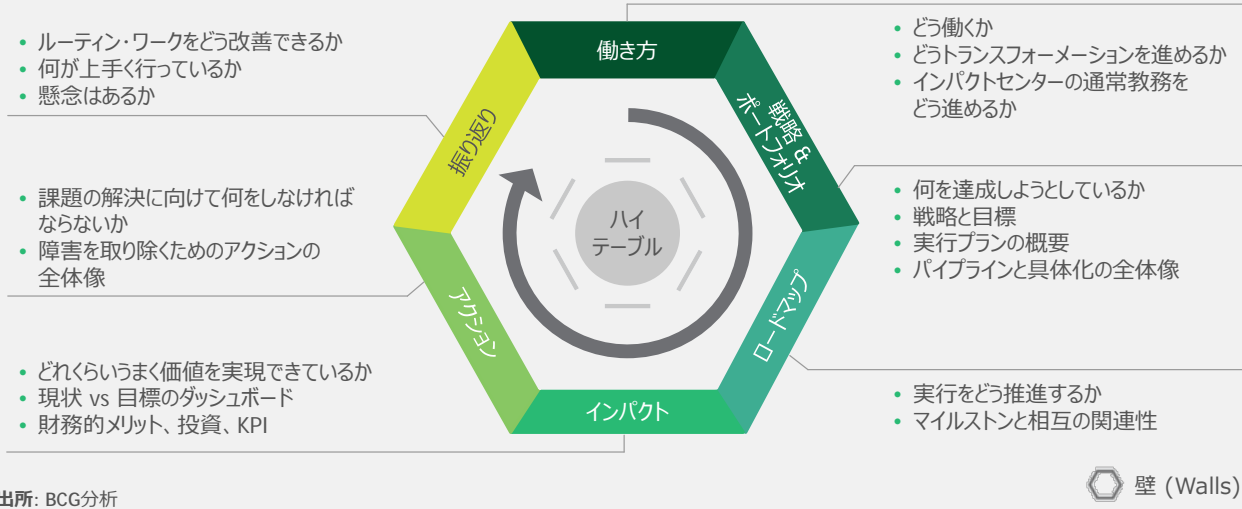 • ルーティン・ワークをどう改善できるか
• 何が上手く行っているか
• 懸念はあるか
• 課題の解決に向けて何をしなければ
ならないか
• 障害を取り除くためのアクションの
全体像
• どれくらいうまく価値を実現できているか
• 現状 vs 目標のダッシュボード
• 財務的メリット、投資、KPI
働き方
戦略 &
ポートフォリオ
ロードマップ
インパクト
アクション
振り返り
ハイ
テーブル
• どう働くか
• どうトランスフォーメーションを進めるか
• インパクトセンターの通常教務を
どう進めるか
• 何を達成しようとしているか
• 戦略と目標
• 実行プランの概要
• パイプラインと具体化の全体像
• 実行をどう推進するか
• マイルストンと相互の関連性
壁 (Walls)
出所: BCG分析